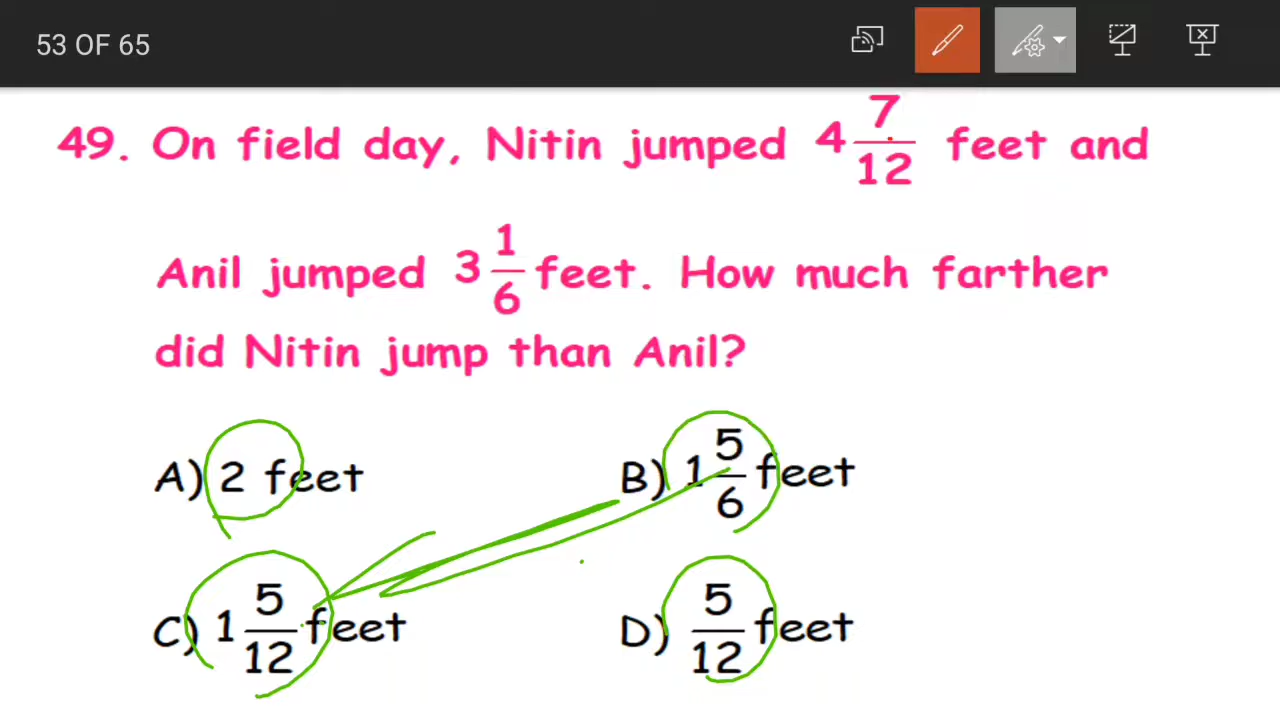 53 OF 65
49. On field day, Nitin jumped 4 7/12 feet and
Anil jumped 3 1/6 feet. How much farther
did Nitin jump than Anil?
A) 2 feet B) 1 5/6 feet
C) 1 5/12 feet D) 5/12 feet